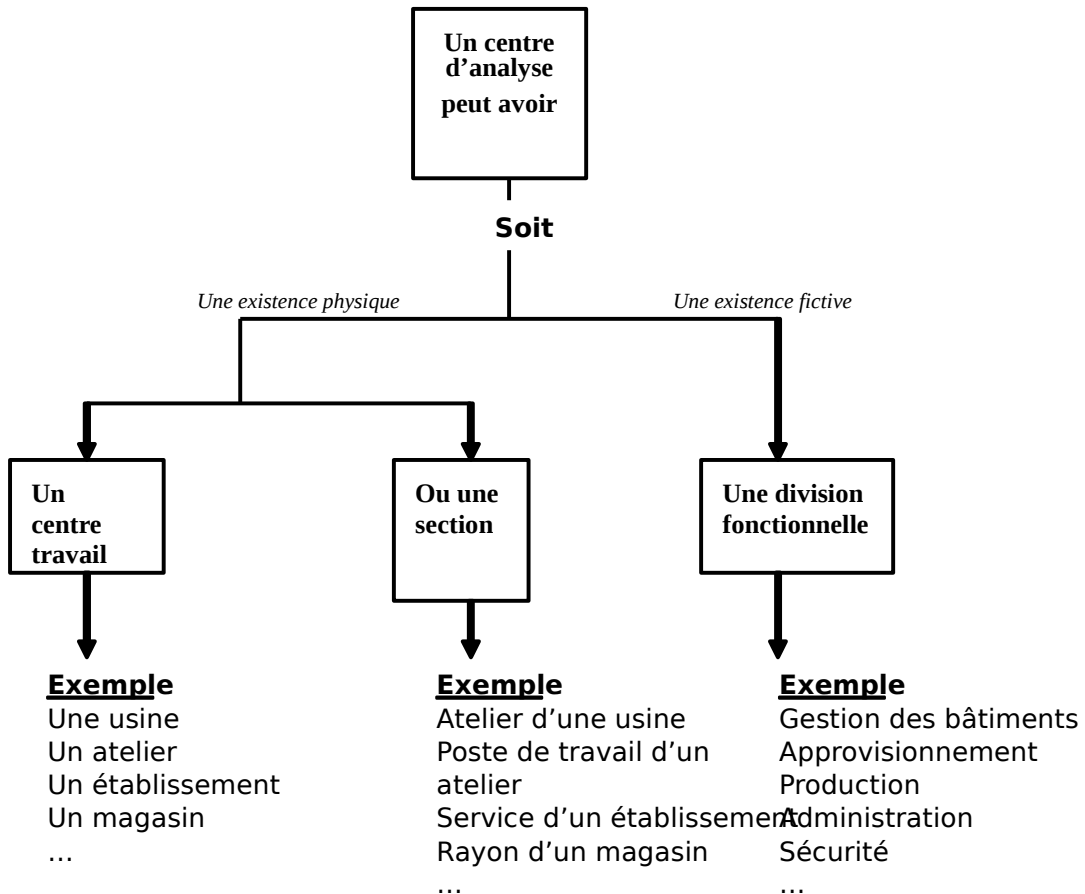 Un centre
d’analyse
peut avoir
Soit
Une existence physique
Une existence fictive
Un
centre
travail
Ou une
section
Une division
fonctionnelle
Exemple
Une usine
Un atelier
Un établissement
Un magasin
…
Exemple
Atelier d’une usine
Poste de travail d’un
atelier
Service d’un établissement
Rayon d’un magasin
…
Exemple
Gestion des bâtiments
Approvisionnement
Production
Administration
Sécurité
…